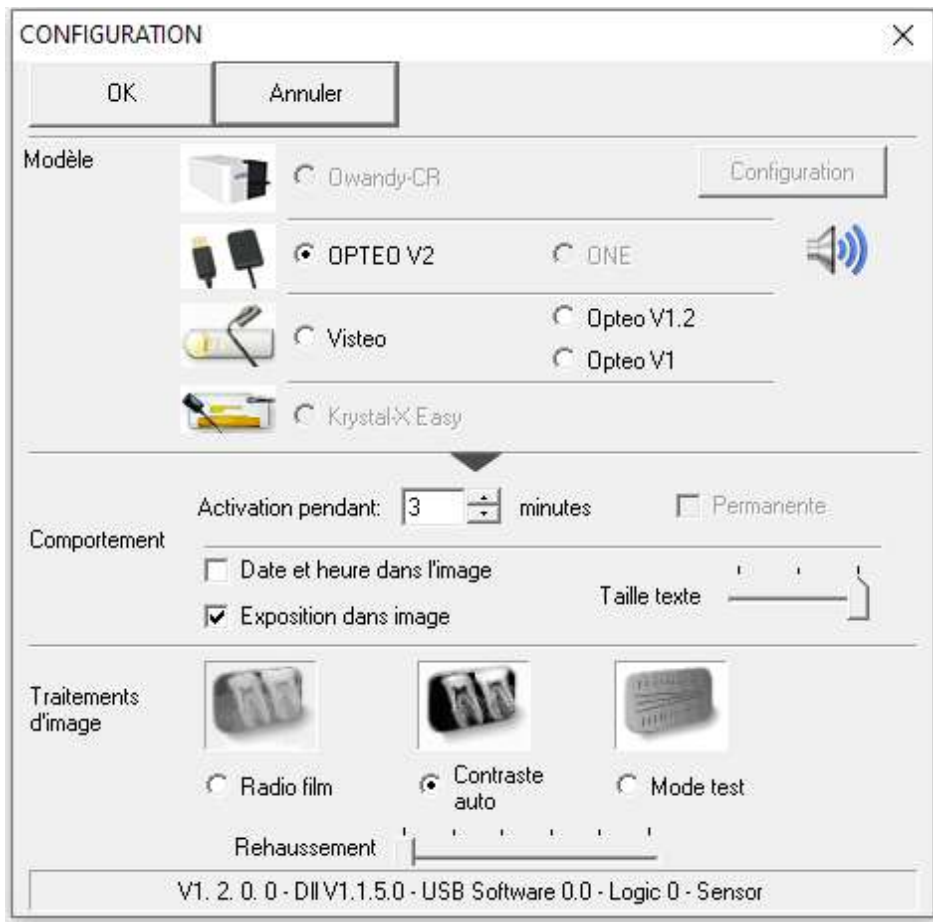 CONFIGURATION
OK
Annuler
Modèle
Owandy-CR
Configuration
OPTEO V2
ONE
Visteo
Opteo V1.2
Opteo V1
Krystal-X Easy
Activation pendant: 3 minutes
Permanente
Comportement
Date et heure dans l'image
Taille texte
Exposition dans image
Traitements
d'image
Radio film
Contraste
auto
Mode test
Rehaussement
V1. 2. 0. 0 - Dll V1.1.5.0 - USB Software 0.0 - Logic 0 - Sensor